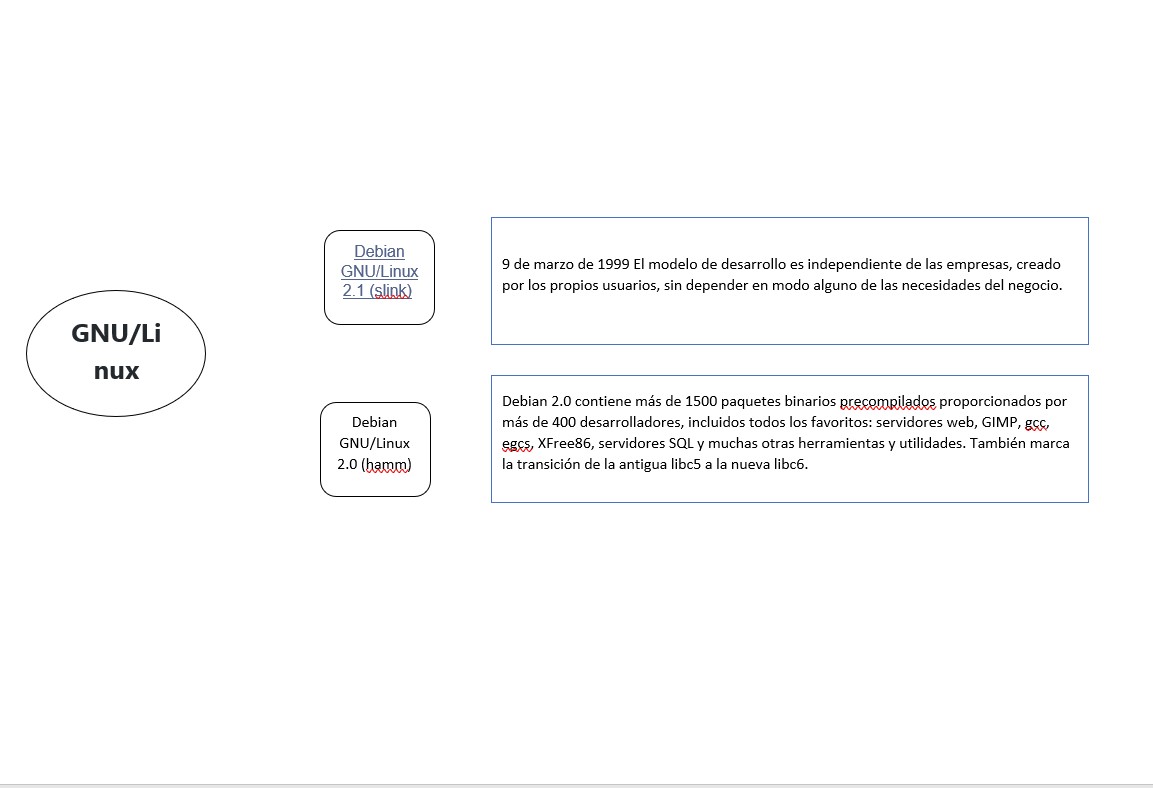 GNU/Li
nux
Debian
GNU/Linux
2.1 (slink)
9 de marzo de 1999 El modelo de desarrollo es independiente de las empresas, creado
por los propios usuarios, sin depender en modo alguno de las necesidades del negocio.
Debian
GNU/Linux
2.0 (hamm)
Debian 2.0 contiene más de 1500 paquetes binarios precompilados proporcionados por
más de 400 desarrolladores, incluidos todos los favoritos: servidores web, GIMP, gcc,
egcs, XFree86, servidores SQL y muchas otras herramientas y utilidades. También marca
la transición de la antigua libc5 a la nueva libc6.